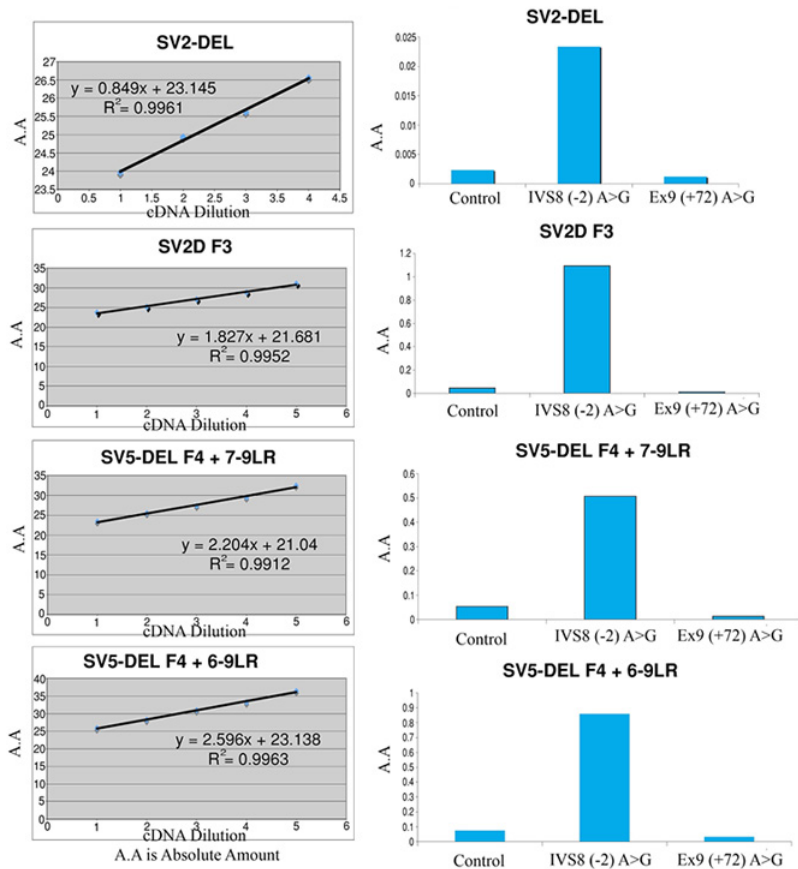 SV2-DEL
27
26.5
26
25.5
25
24.5
24
23.5
A.A
y = 0.849x + 23.145
R2= 0.9961
0 0.5 1 1.5 2 2.5 3 3.5 4 4.5
cDNA Dilution
SV2-DEL
0.025
0.02
0.015
0.01
0.005
0
A.A
Control IVS8 (-2) A>G Ex9 (+72) A>G
SV2D F3
35
30
25
20
15
10
5
0
A.A
y = 1.827x + 21.681
R2= 0.9952
0 1 2 3 4 5 6
cDNA Dilution
SV2D F3
1.2
1
0.8
0.6
0.4
0.2
0
A.A
Control IVS8 (-2) A>G Ex9 (+72) A>G
SV5-DEL F4 + 7-9LR
35
30
25
20
15
10
5
0
A.A
y = 2.204x + 21.04
R2= 0.9912
0 1 2 3 4 5 6
cDNA Dilution
SV5-DEL F4 + 7-9LR
0.6
0.5
0.4
0.3
0.2
0.1
0
A.A
Control IVS8 (-2) A>G Ex9 (+72) A>G
SV5-DEL F4 + 6-9LR
40
35
30
25
20
15
10
5
0
A.A
y = 2.596x + 23.138
R2= 0.9963
0 1 2 3 4 5 6
cDNA Dilution
A.A is Absolute Amount
SV5-DEL F4 + 6-9LR
1
0.9
0.8
0.7
0.6
0.5
0.4
0.3
0.2
0.1
0
A.A
Control IVS8 (-2) A>G Ex9 (+72) A>G